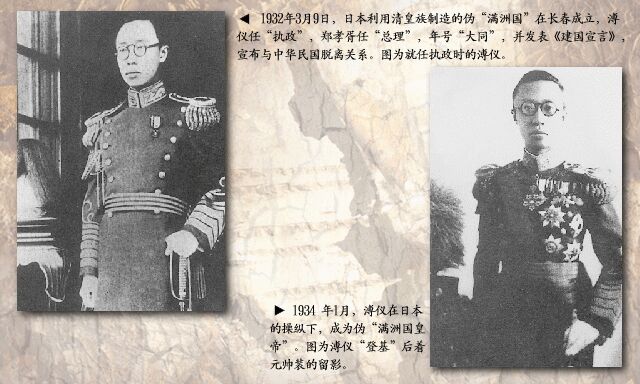 ◀ 1932年3月9日，日本利用清皇族制造的伪“满洲国”在长春成立，溥
仪任“执政”，郑孝胥任“总理”，年号“大同”，并发表《建国宣言》，
宣布与中华民国脱离关系。图为就任执政时的溥仪。
▶ 1934 年1月，溥仪在日本
的操纵下，成为伪“满洲国皇
帝”。图为溥仪“登基”后着
元帅装的留影。